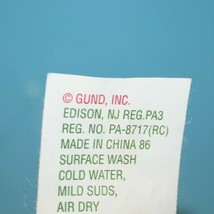 © GUND, INC.
EDISON, NJ REG.PA3
REG. NO. PA-8717(RC)
MADE IN CHINA 86
SURFACE WASH
COLD WATER,
MILD SUDS,
AIR DRY